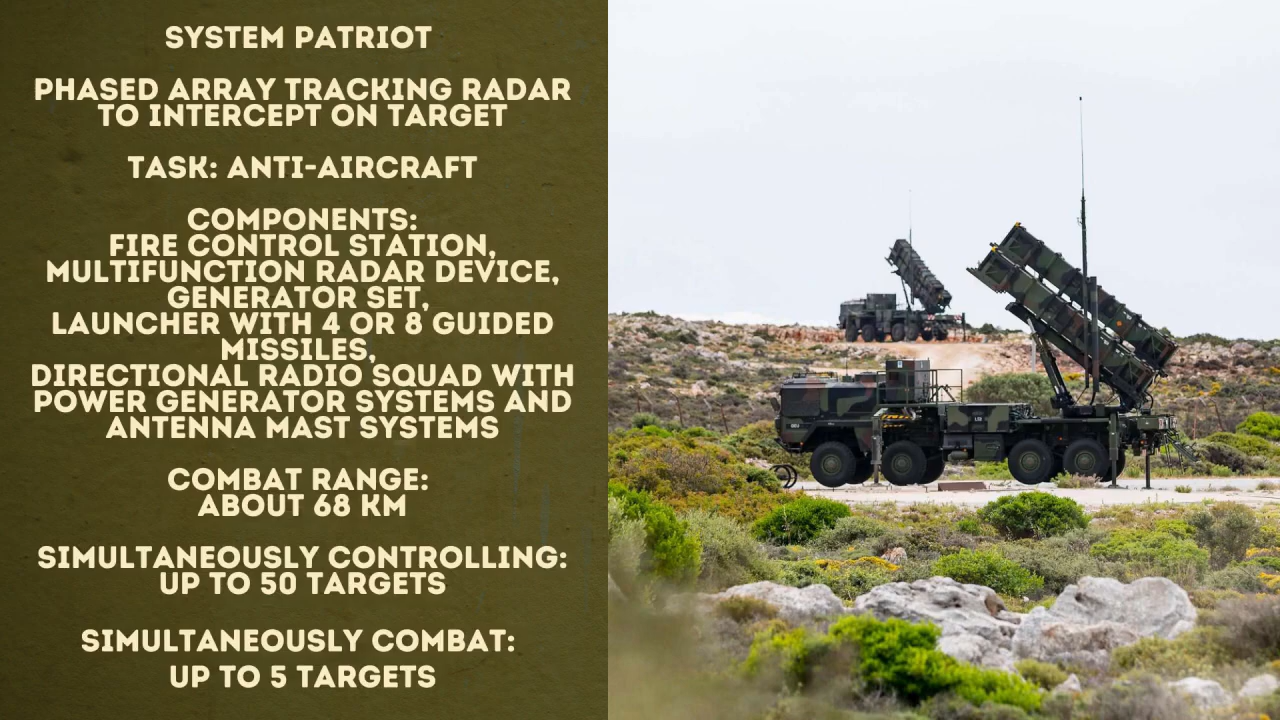 SYSTEM PATRIOT
PHASED ARRAY TRACKING RADAR
TO INTERCEPT ON TARGET
TASK: ANTI-AIRCRAFT
COMPONENTS:
FIRE CONTROL STATION,
MULTIFUNCTION RADAR DEVICE,
GENERATOR SET,
LAUNCHER WITH 4 OR 8 GUIDED
MISSILES,
DIRECTIONAL RADIO SQUAD WITH
POWER GENERATOR SYSTEMS AND
ANTENNA MAST SYSTEMS
COMBAT RANGE:
ABOUT 68 KM
SIMULTANEOUSLY CONTROLLING:
UP TO 50 TARGETS
SIMULTANEOUSLY COMBAT:
UP TO 5 TARGETS